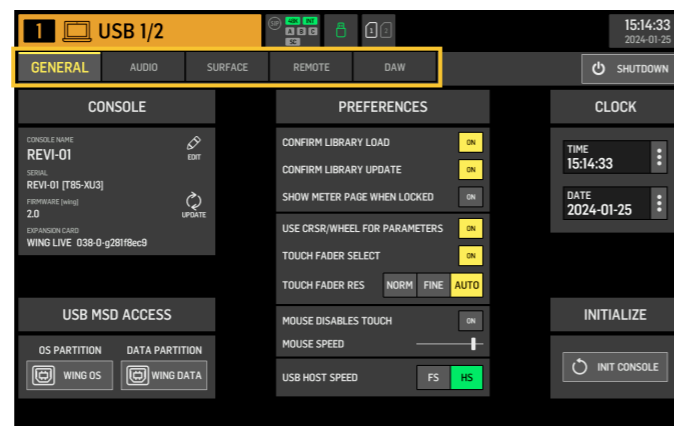 1 USB 1/2
SIP 48k INT
A B C
SC
1 2
15:14:33
2024-01-25
GENERAL AUDIO SURFACE REMOTE DAW
SHUTDOWN
CONSOLE
CONSOLE NAME
REVI-01
EDIT
SERIAL
REVI-01 [T85-XU3]
FIRMWARE [wing]
2.0
UPDATE
EXPANSION CARD
WING LIVE 038-0-g281f8ec9
USB MSD ACCESS
OS PARTITION DATA PARTITION
WING OS WING DATA
PREFERENCES
CONFIRM LIBRARY LOAD ON
CONFIRM LIBRARY UPDATE ON
SHOW METER PAGE WHEN LOCKED ON
USE CRSR/WHEEL FOR PARAMETERS ON
TOUCH FADER SELECT ON
TOUCH FADER RES NORM FINE AUTO
MOUSE DISABLES TOUCH ON
MOUSE SPEED
USB HOST SPEED FS HS
CLOCK
TIME
15:14:33
DATE
2024-01-25
INITIALIZE
INIT CONSOLE